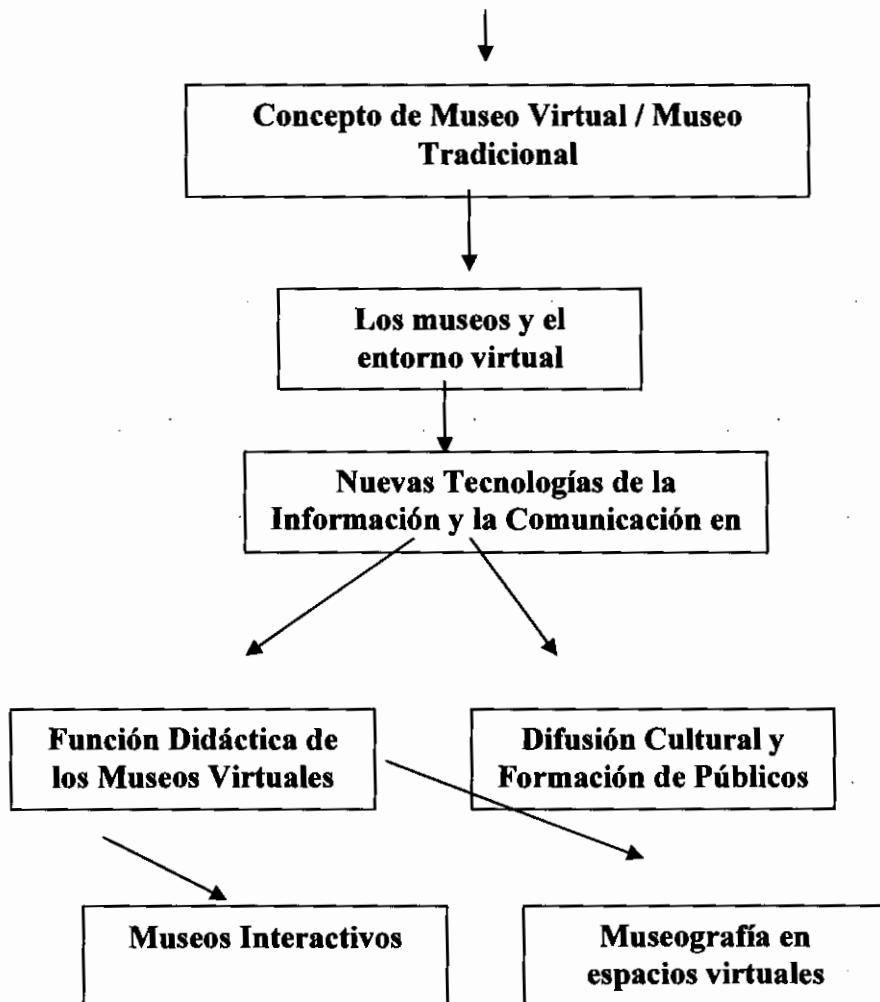 Concepto de Museo Virtual / Museo
Tradicional
Los museos y el
entorno virtual
Nuevas Tecnologías de la
Información y la Comunicación en
Función Didáctica de
los Museos Virtuales
Difusión Cultural y
Formación de Públicos
Museos Interactivos
Museografía en
espacios virtuales